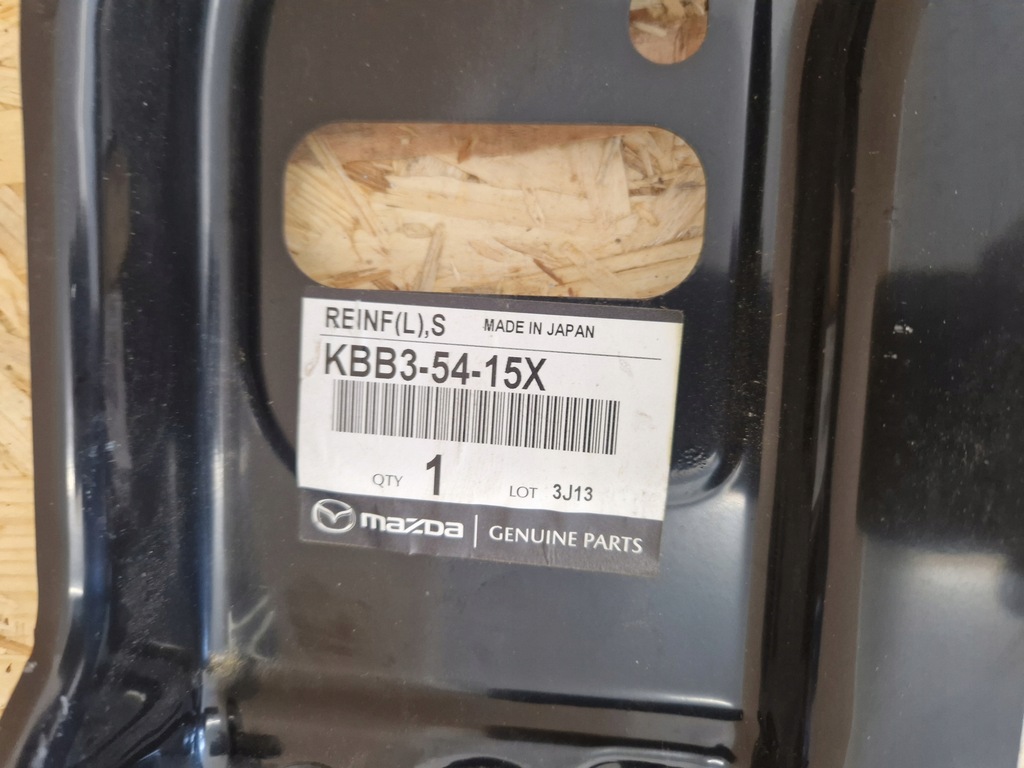 REINF(L),S MADE IN JAPAN
KBB3-54-15X
QTY 1 LOT 3J13
mazda GENUINE PARTS